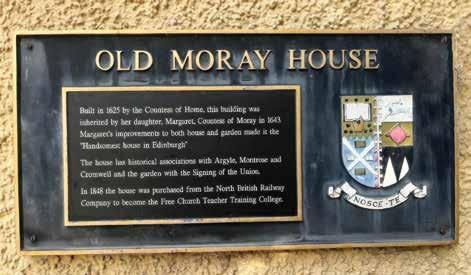 OLD MORAY HOUSE
Built in 1625 by the Countess of Home, this building was
inherited by her daughter, Margaret, Countess of Moray in 1643.
Margaret's improvements to both house and garden made it the
"Handsomest house in Edinburgh"
The house has historical associations with Argyle, Montrose and
Cromwell and the garden with the Signing of the Union.
In 1848 the house was purchased from the North British Railway
Company to become the Free Church Teacher Training College.
NOSCE·TE